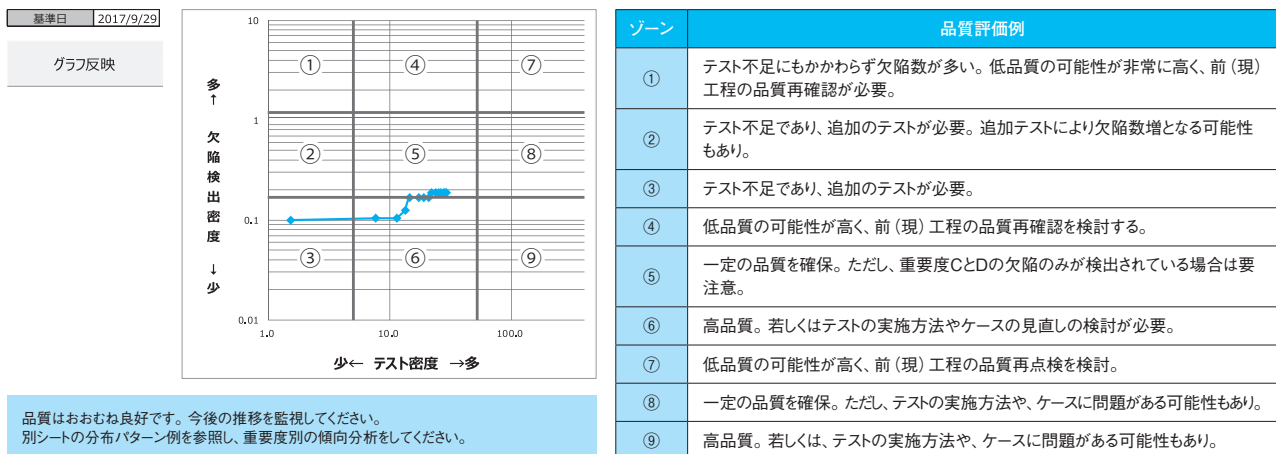 基準日 2017/9/29
グラフ反映
多
↑
欠
陥
検
出
密
度
↓
少
10
1
0.1
0.01
① ④ ⑦
② ⑤ ⑧
③ ⑥ ⑨
1.0 10.0 100.0
少← テスト密度 →多
品質はおおむね良好です。今後の推移を監視してください。
別シートの分布パターン例を参照し、重要度別の傾向分析をしてください。
ゾーン 品質評価例
① テスト不足にもかかわらず欠陥数が多い。低品質の可能性が非常に高く、前（現）
工程の品質再確認が必要。
② テスト不足であり、追加のテストが必要。追加テストにより欠陥数増となる可能性
もあり。
③ テスト不足であり、追加のテストが必要。
④ 低品質の可能性が高く、前（現）工程の品質再確認を検討する。
⑤ 一定の品質を確保。ただし、重要度CとDの欠陥のみが検出されている場合は要
注意。
⑥ 高品質。若しくはテストの実施方法やケースの見直しの検討が必要。
⑦ 低品質の可能性が高く、前（現）工程の品質再点検を検討。
⑧ 一定の品質を確保。ただし、テストの実施方法や、ケースに問題がある可能性もあり。
⑨ 高品質。若しくは、テストの実施方法や、ケースに問題がある可能性もあり。